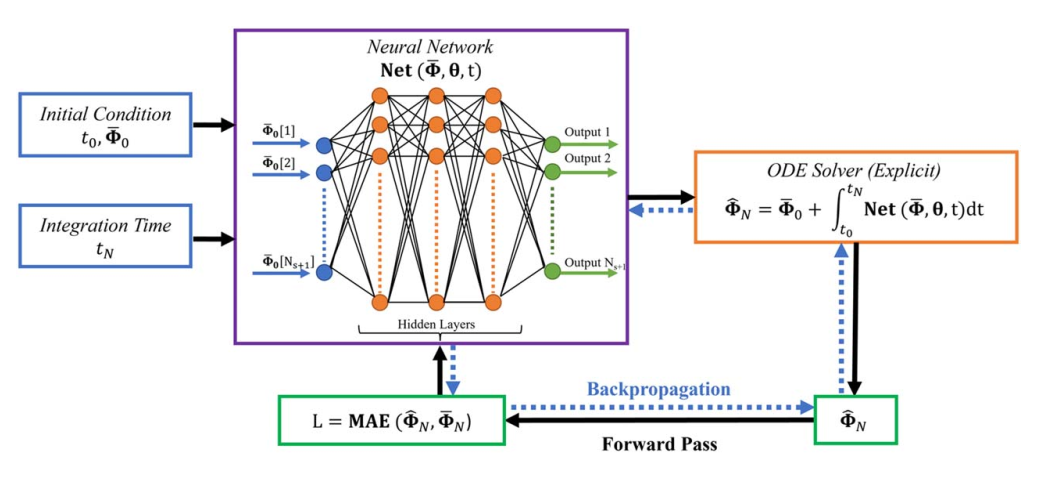 Neural Network
Net (Φ̅, θ, t)
Initial Condition
t₀, Φ̅₀
Integration Time
t_N
Φ̅₀[1]
Φ̅₀[2]
Φ̅₀[N_{s+1}]
Output 1
Output 2
Output N_{s+1}
Hidden Layers
ODE Solver (Explicit)
Φ̂_N = Φ̅₀ + ∫_{t₀}^{t_N} Net (Φ̅, θ, t)dt
Backpropagation
L = MAE (Φ̂_N, Φ̅_N)
Φ̂_N
Forward Pass